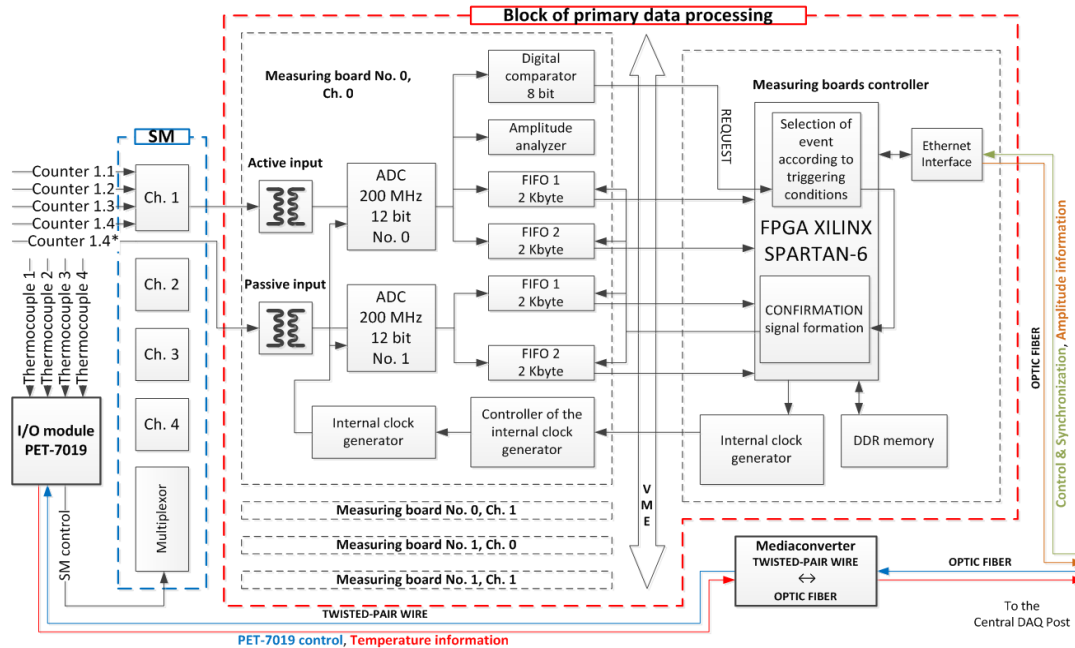 Block of primary data processing
Measuring board No. 0,
Ch. 0
Digital
comparator
8 bit
Amplitude
analyzer
Active input
ADC
200 MHz
12 bit
No. 0
FIFO 1
2 Kbyte
FIFO 2
2 Kbyte
Passive input
ADC
200 MHz
12 bit
No. 1
FIFO 1
2 Kbyte
FIFO 2
2 Kbyte
Internal clock
generator
Controller of the
internal clock
generator
Measuring board No. 0, Ch. 1
Measuring board No. 1, Ch. 0
Measuring board No. 1, Ch. 1
V
M
E
REQUEST
Measuring boards controller
Selection of
event
according to
triggering
conditions
FPGA XILINX
SPARTAN-6
CONFIRMATION
signal formation
Ethernet
Interface
Internal clock
generator
DDR memory
SM
Counter 1.1
Counter 1.2
Counter 1.3
Counter 1.4
Counter 1.4*
Ch. 1
Ch. 2
Ch. 3
Ch. 4
Multiplexor
Thermocouple 1
Thermocouple 2
Thermocouple 3
Thermocouple 4
I/O module
PET-7019
SM control
TWISTED-PAIR WIRE
PET-7019 control, Temperature information
Mediaconverter
TWISTED-PAIR WIRE
↔
OPTIC FIBER
OPTIC FIBER
OPTIC FIBER
Control & Synchronization, Amplitude information
To the
Central DAQ Post